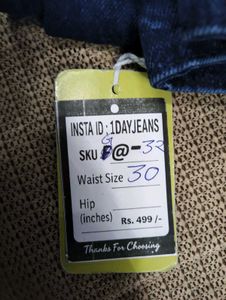 INSTA ID : 1DAYJEANS
SKU @-32
Waist Size 30
Hip
(inches) Rs. 499 /-
Thanks For Choosing